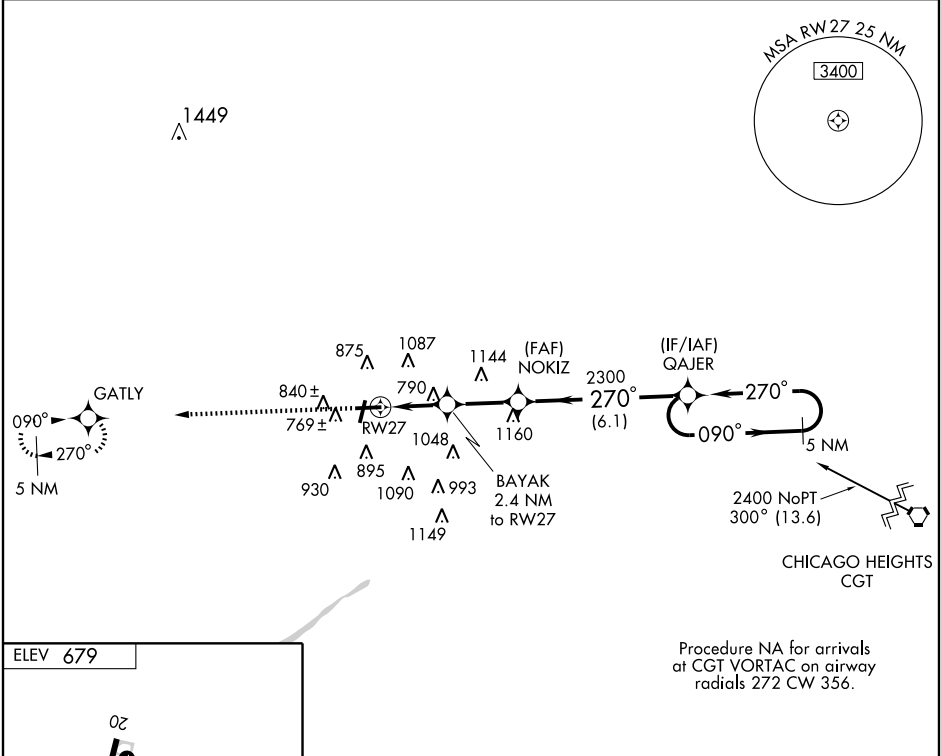 MSA RW27 25 NM
3400
1449
875
1087
1144
(FAF)
NOKIZ
(IF/IAF)
QAJER
GATLY
840±
790
2300
270°
(6.1)
270°
090°
769±
RW27
1160
090°
270°
1048
5 NM
5 NM
895
930
1090
993
BAYAK
2.4 NM
to RW27
1149
2400 NoPT
300° (13.6)
CHICAGO HEIGHTS
CGT
Procedure NA for arrivals
at CGT VORTAC on airway
radials 272 CW 356.
ELEV 679
20